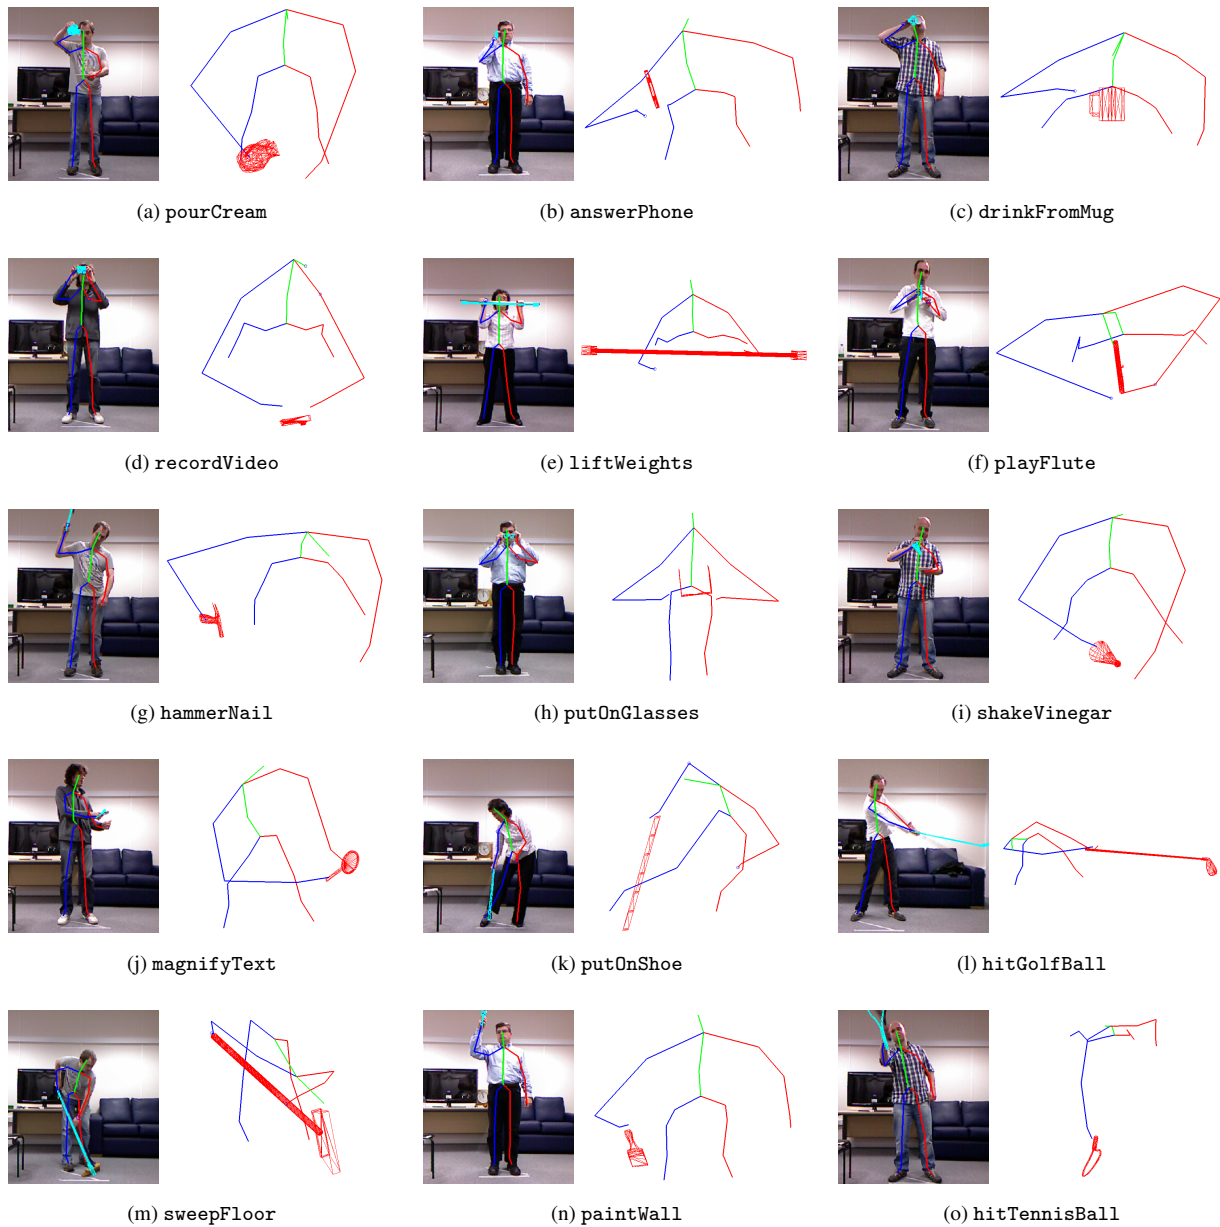 (a) pourCream
(b) answerPhone
(c) drinkFromMug
(d) recordVideo
(e) liftWeights
(f) playFlute
(g) hammerNail
(h) putOnGlasses
(i) shakeVinegar
(j) magnifyText
(k) putOnShoe
(l) hitGolfBall
(m) sweepFloor
(n) paintWall
(o) hitTennisBall